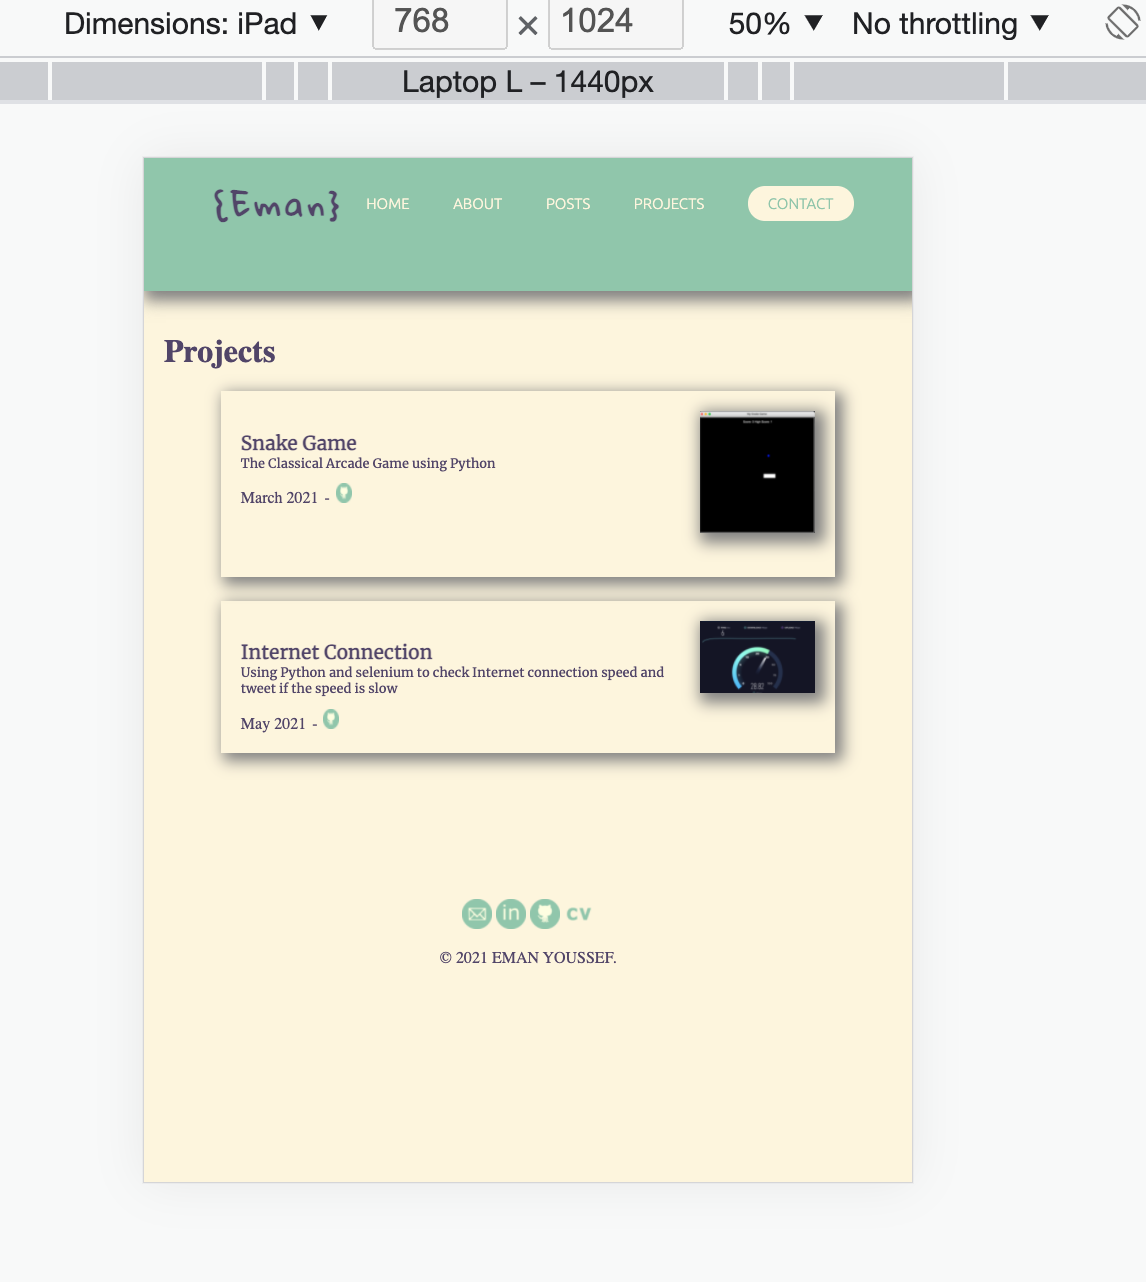 Dimensions: iPad ▼ 768 × 1024 50% ▼ No throttling ▼
Laptop L – 1440px
{Eman} HOME ABOUT POSTS PROJECTS CONTACT
Projects
Snake Game
The Classical Arcade Game using Python
March 2021 -
Internet Connection
Using Python and selenium to check Internet connection speed and
tweet if the speed is slow
May 2021 -
28.82
in cv
© 2021 EMAN YOUSSEF.